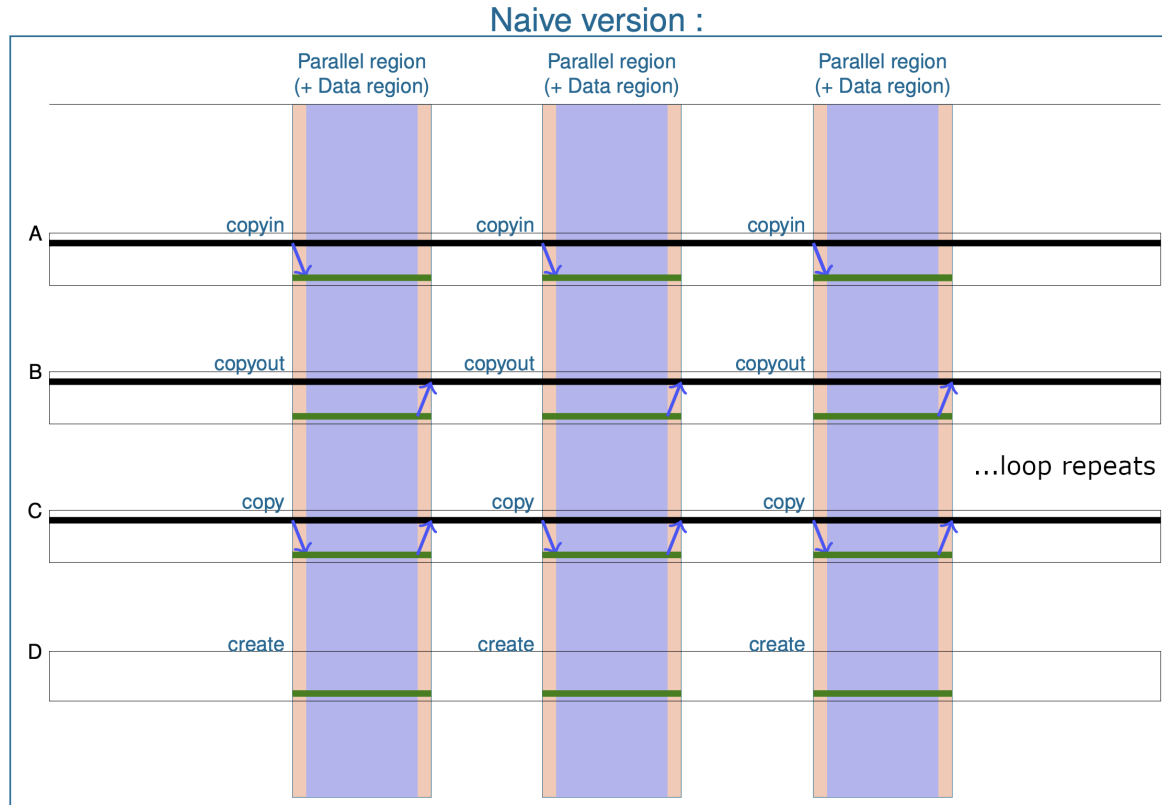 Naive version :
Parallel region
(+ Data region)
Parallel region
(+ Data region)
Parallel region
(+ Data region)
A
copyin
copyin
copyin
B
copyout
copyout
copyout
...loop repeats
C
copy
copy
copy
D
create
create
create